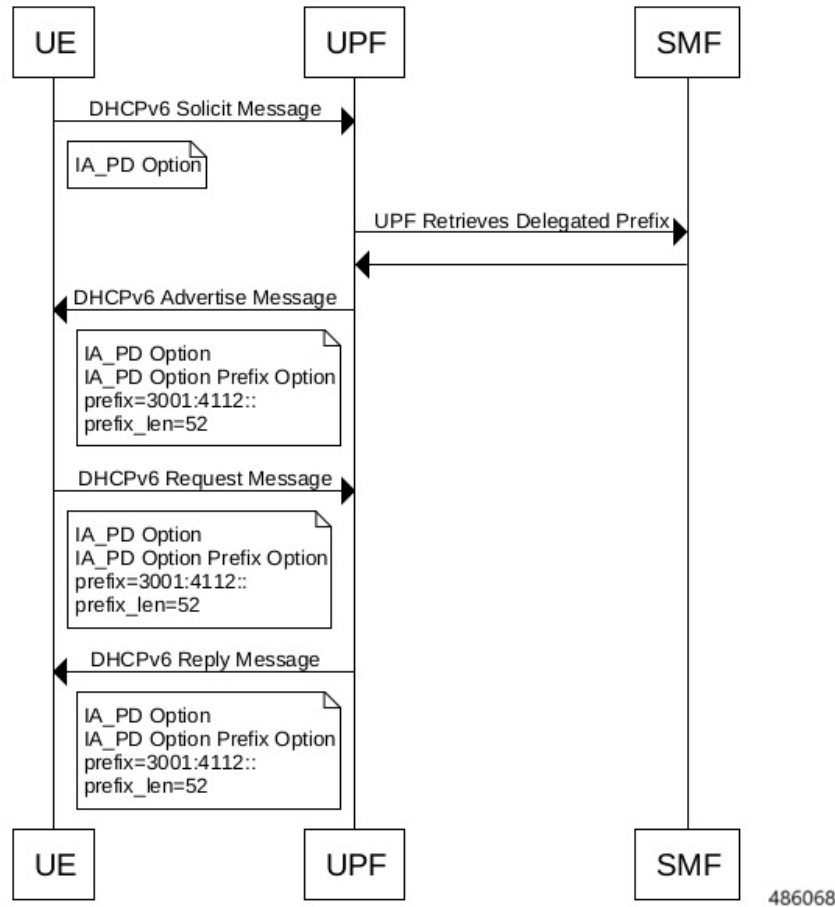 UE
UPF
SMF
DHCPv6 Solicit Message
IA_PD Option
UPF Retrieves Delegated Prefix
DHCPv6 Advertise Message
IA_PD Option
IA_PD Option Prefix Option
prefix=3001:4112::
prefix_len=52
DHCPv6 Request Message
IA_PD Option
IA_PD Option Prefix Option
prefix=3001:4112::
prefix_len=52
DHCPv6 Reply Message
IA_PD Option
IA_PD Option Prefix Option
prefix=3001:4112::
prefix_len=52
UE
UPF
SMF
486068